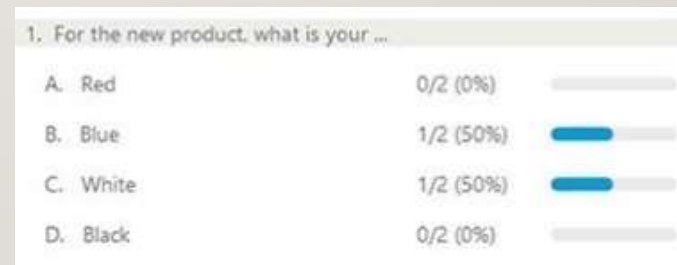 1. For the new product, what is your ...
A. Red 0/2 (0%)
B. Blue 1/2 (50%)
C. White 1/2 (50%)
D. Black 0/2 (0%)